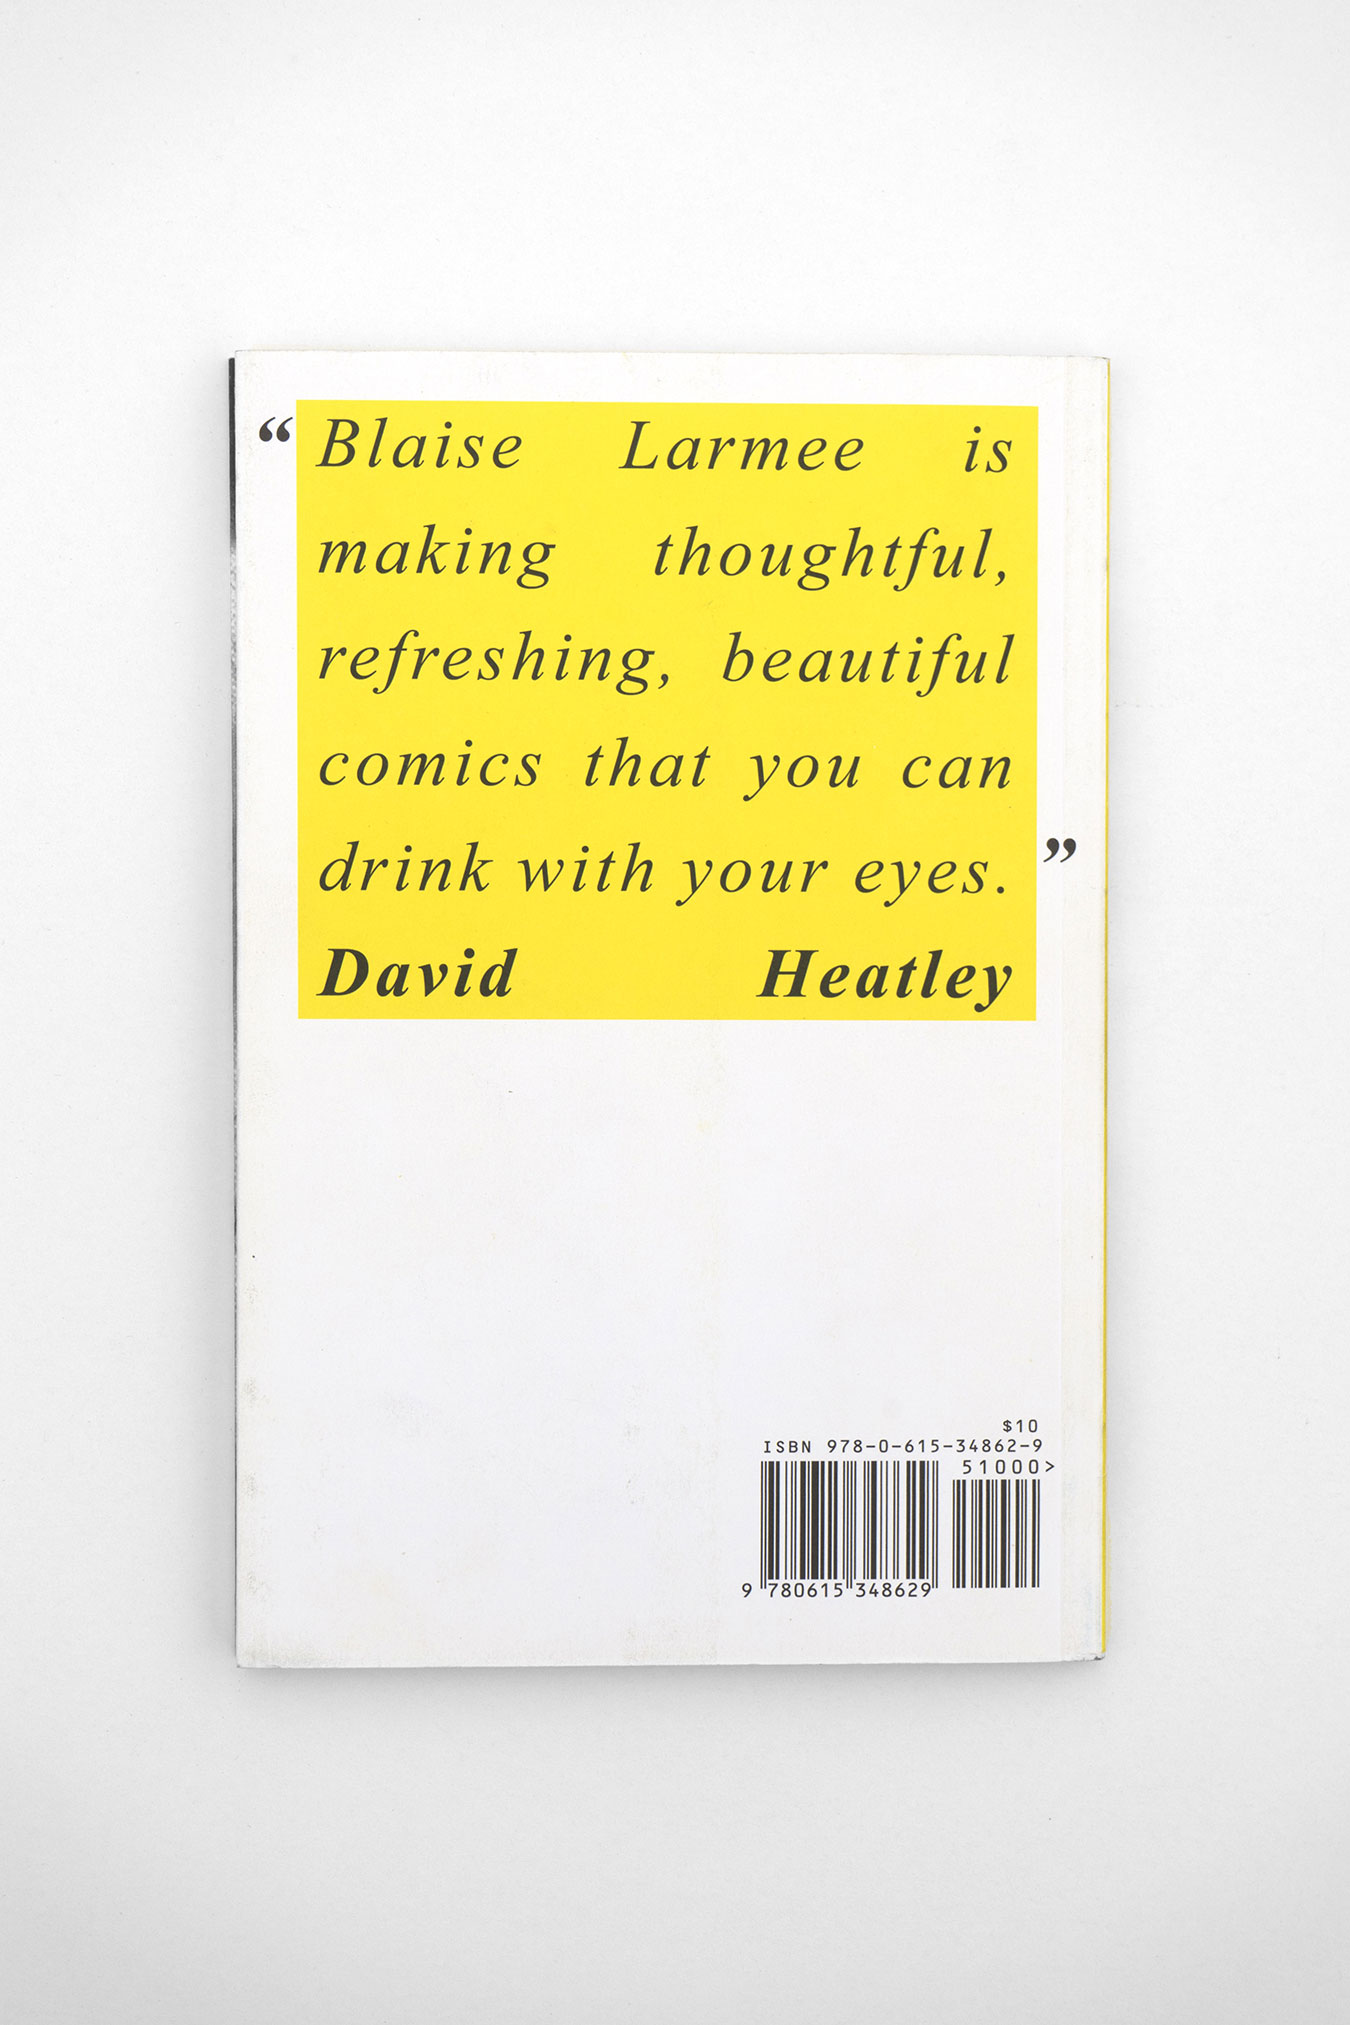 “Blaise Larmee is
making thoughtful,
refreshing, beautiful
comics that you can
drink with your eyes.”
David Heatley
$10
ISBN 978-0-615-34862-9
51000>
9 780615 348629